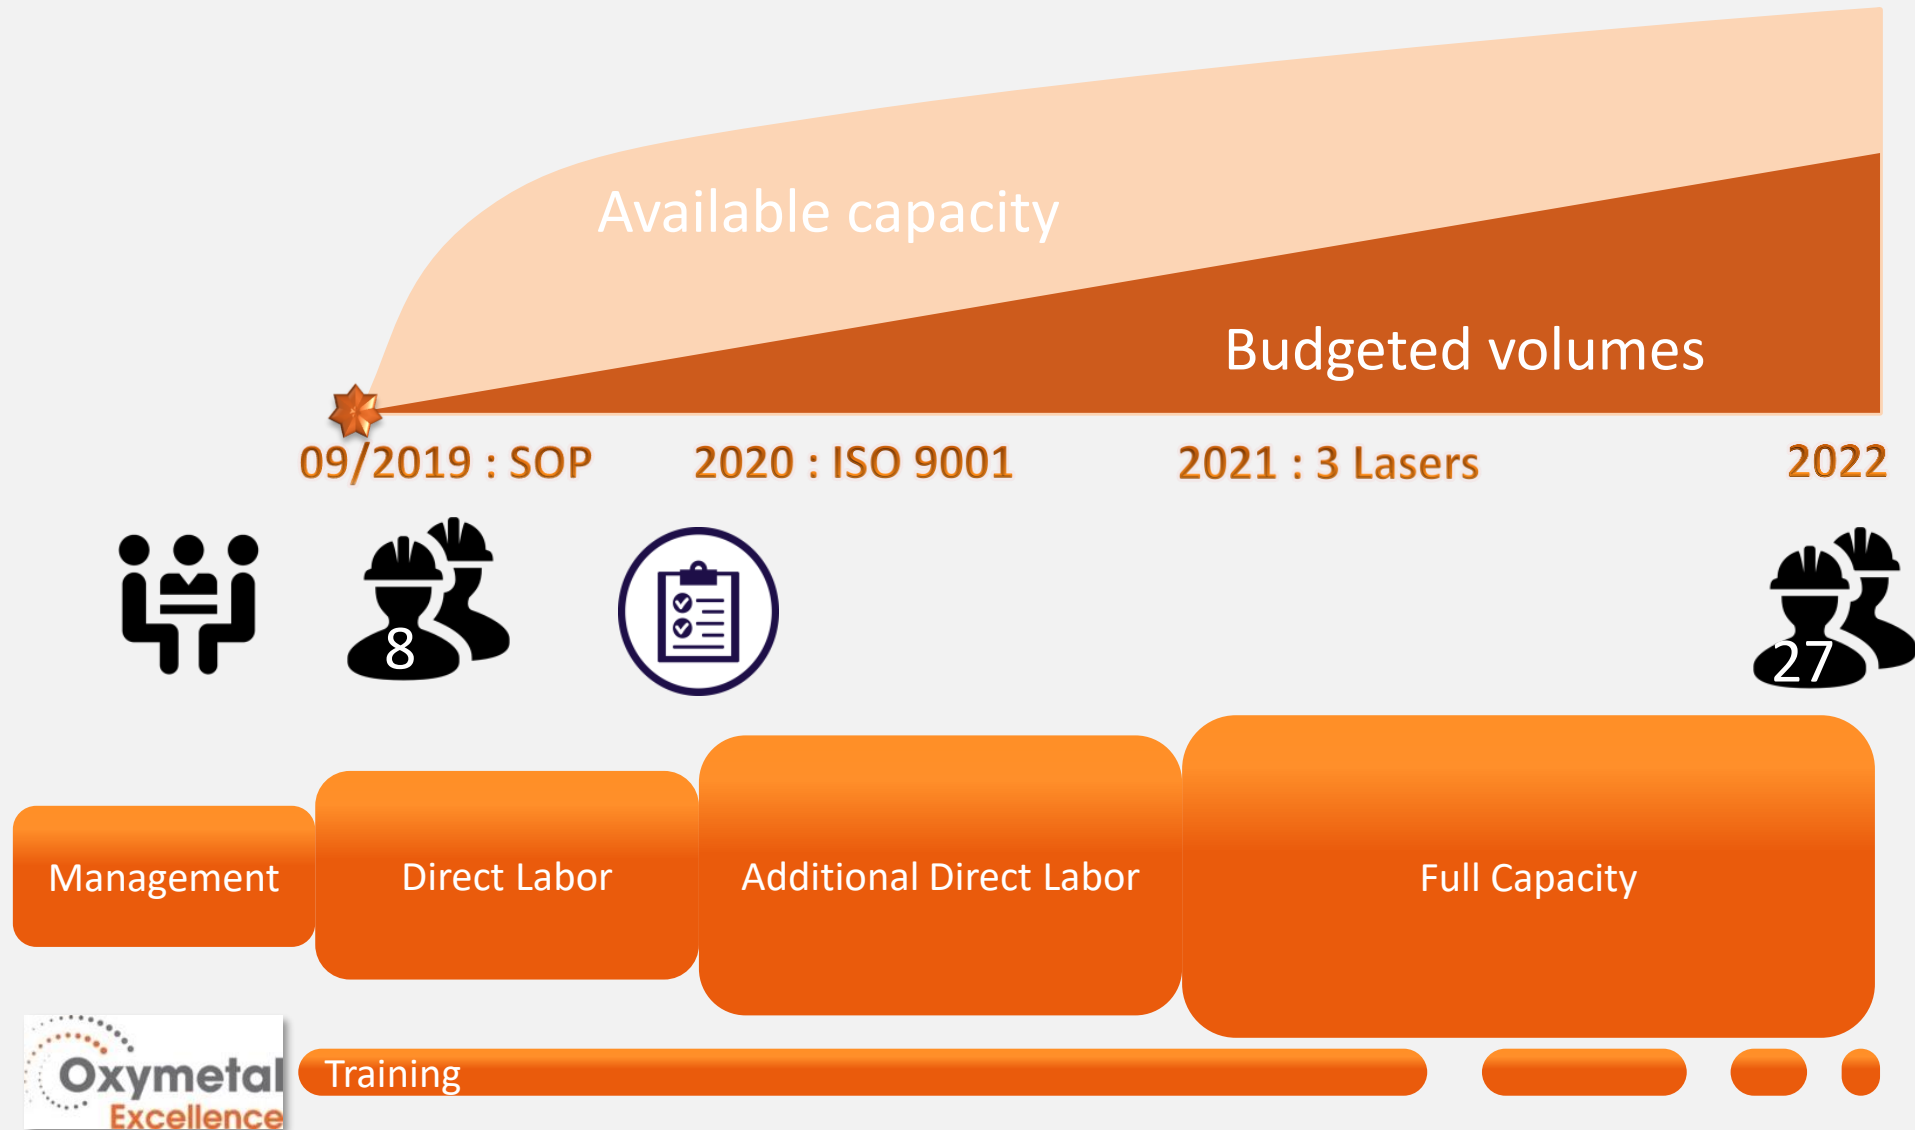 Available capacity
Budgeted volumes
09/2019 : SOP
2020 : ISO 9001
2021 : 3 Lasers
2022
8
27
Management
Direct Labor
Additional Direct Labor
Full Capacity
Oxymetal
Excellence
Training